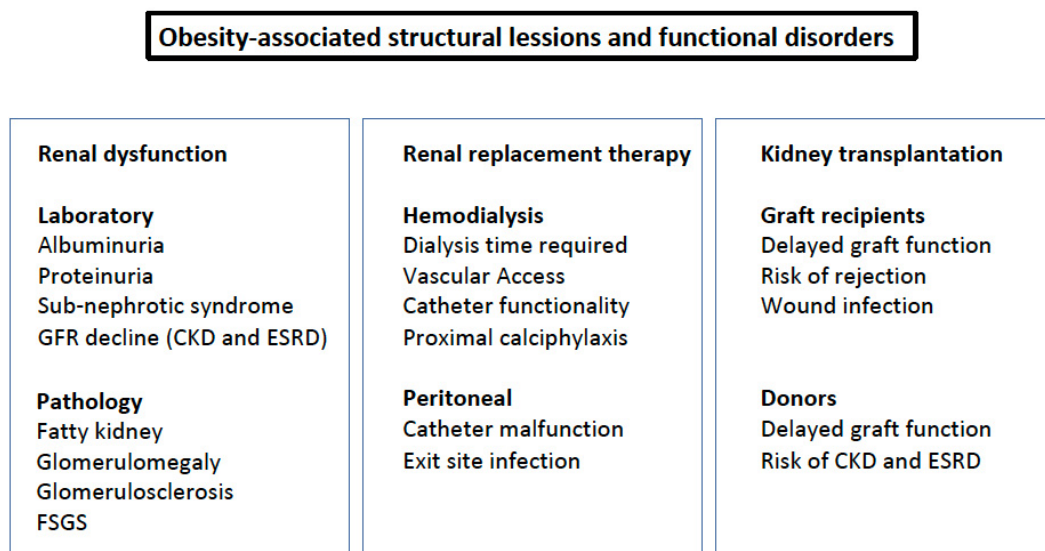 Obesity-associated structural lessions and functional disorders
Renal dysfunction
Laboratory
Albuminuria
Proteinuria
Sub-nephrotic syndrome
GFR decline (CKD and ESRD)
Pathology
Fatty kidney
Glomerulomegaly
Glomerulosclerosis
FSGS
Renal replacement therapy
Hemodialysis
Dialysis time required
Vascular Access
Catheter functionality
Proximal calciphylaxis
Peritoneal
Catheter malfunction
Exit site infection
Kidney transplantation
Graft recipients
Delayed graft function
Risk of rejection
Wound infection
Donors
Delayed graft function
Risk of CKD and ESRD